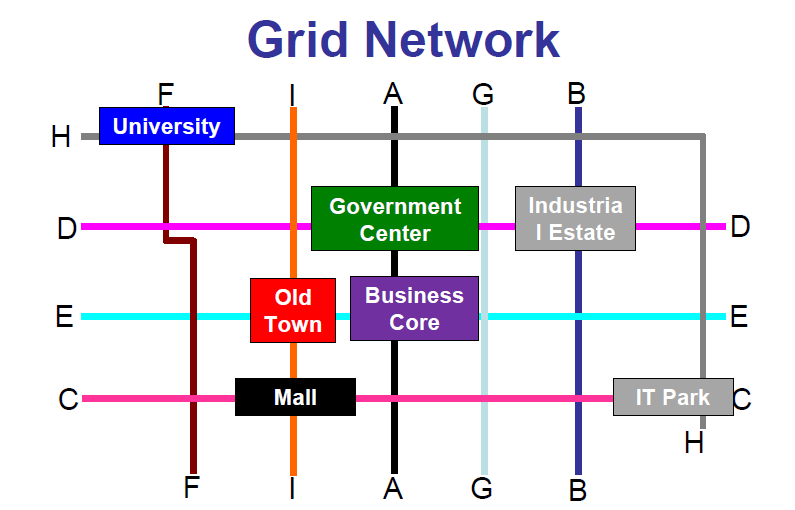 Grid Network
F
I
A
G
B
University
H
Government
Center
Industria
l Estate
D
D
Old
Town
Business
Core
E
E
Mall
IT Park
C
C
H
F
I
A
G
B